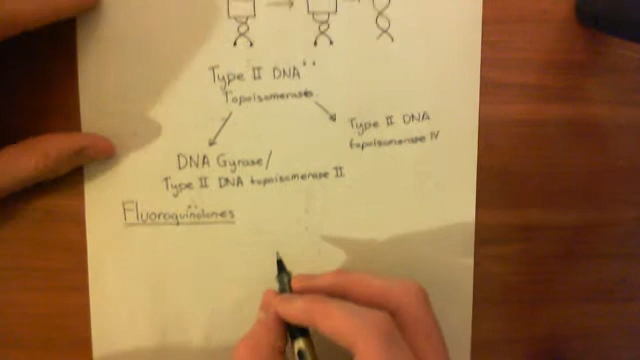 Type II DNA
Topoisomerase
Type II DNA
topoisomerase IV
DNA Gyrase/
Type II DNA topoisomerase II
Fluoroquinolones